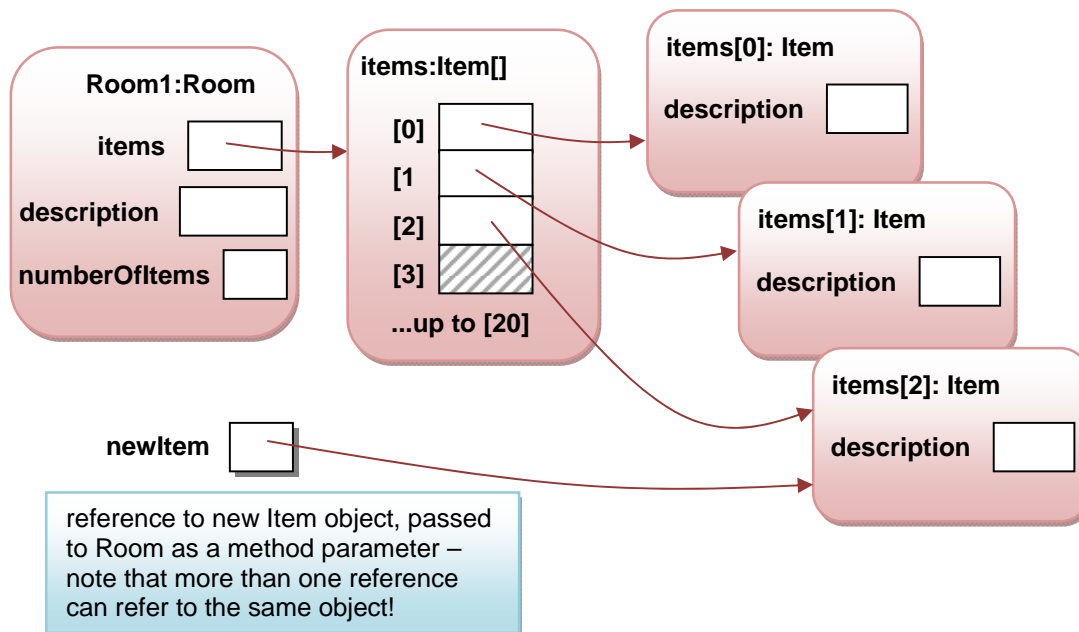 Room1:Room
items
description
numberOfItems
items:Item[]
[0]
[1
[2]
[3]
...up to [20]
items[0]: Item
description
items[1]: Item
description
items[2]: Item
description
newItem
reference to new Item object, passed
to Room as a method parameter –
note that more than one reference
can refer to the same object!